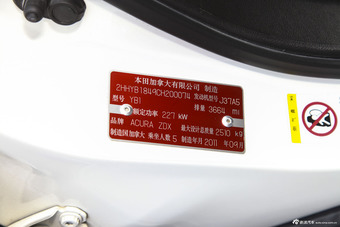 本田加拿大有限公司 制造
2HHYB1849CH200074 发动机型号 J37A5
型号 YB1 排量 3664 ml
额定功率 227 kW
最大设计总质量 2510 kg
品牌 ACURA ZDX
制造国 加拿大 乘坐人数 5 制造年月 2011 年09月